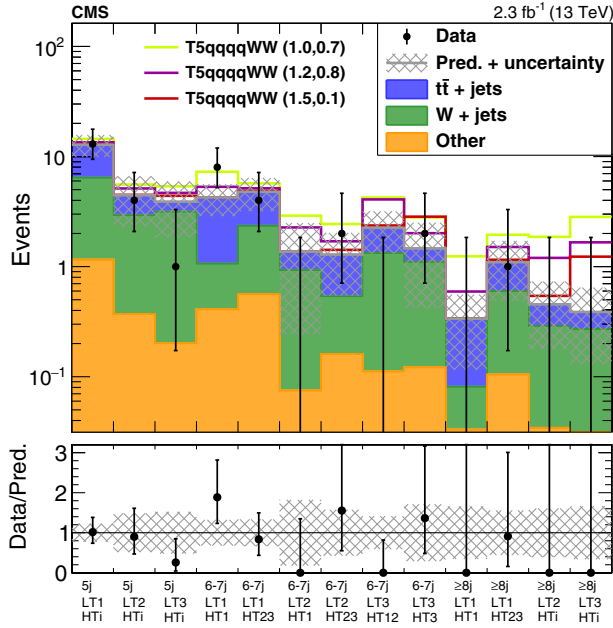 CMS
2.3 fb⁻¹ (13 TeV)
T5qqqqWW (1.0,0.7)
T5qqqqWW (1.2,0.8)
T5qqqqWW (1.5,0.1)
Data
Pred. + uncertainty
tt̄ + jets
W + jets
Other
Events
10²
10
1
10⁻¹
Data/Pred.
3
2
1
0
5j 5j 5j 6-7j 6-7j 6-7j 6-7j 6-7j 6-7j ≥8j ≥8j ≥8j ≥8j
LT1 LT2 LT3 LT1 LT1 LT2 LT2 LT3 LT3 LT1 LT1 LT2 LT3
HTi HTi HTi HT1 HT23 HT1 HT23 HT12 HT3 HT1 HT23 HTi HTi